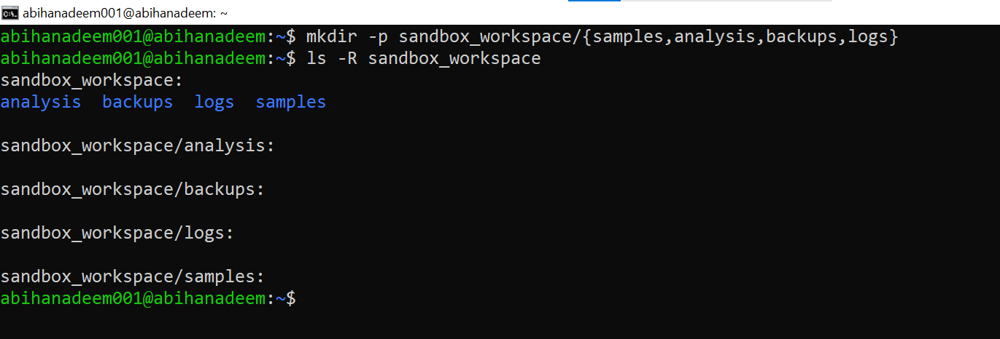 abihanadeem001@abihanadeem: ~
abihanadeem001@abihanadeem:~$ mkdir -p sandbox_workspace/{samples,analysis,backups,logs}
abihanadeem001@abihanadeem:~$ ls -R sandbox_workspace
sandbox_workspace:
analysis  backups  logs  samples
sandbox_workspace/analysis:
sandbox_workspace/backups:
sandbox_workspace/logs:
sandbox_workspace/samples:
abihanadeem001@abihanadeem:~$